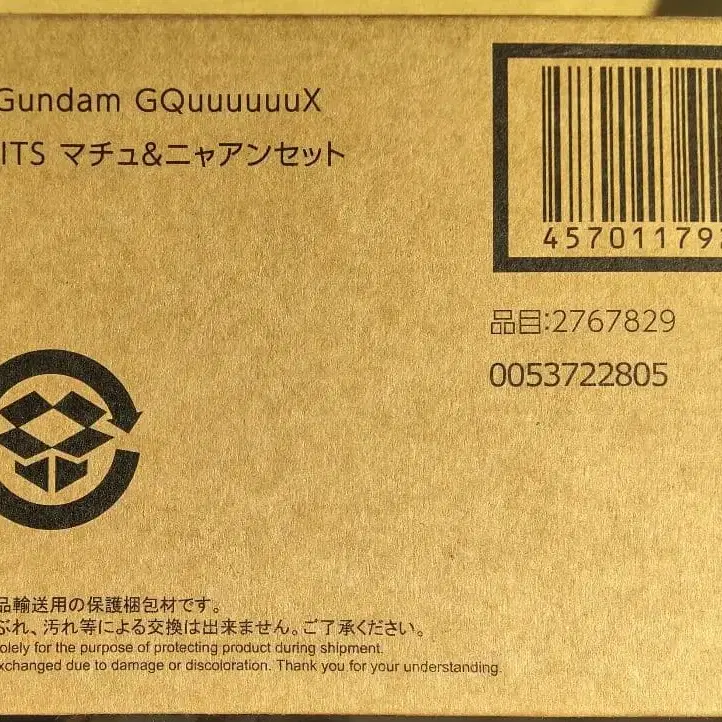 Gundam GQuuuuuuX
ITS マチュ&ニャアンセット
457011792
品目:2767829
0053722805
品輸送用の保護梱包材です。
ぶれ、汚れ等による交換は出来ません。ご了承ください。
olely for the purpose of protecting product during shipment.
xchanged due to damage or discoloration. Thank you for your understanding.